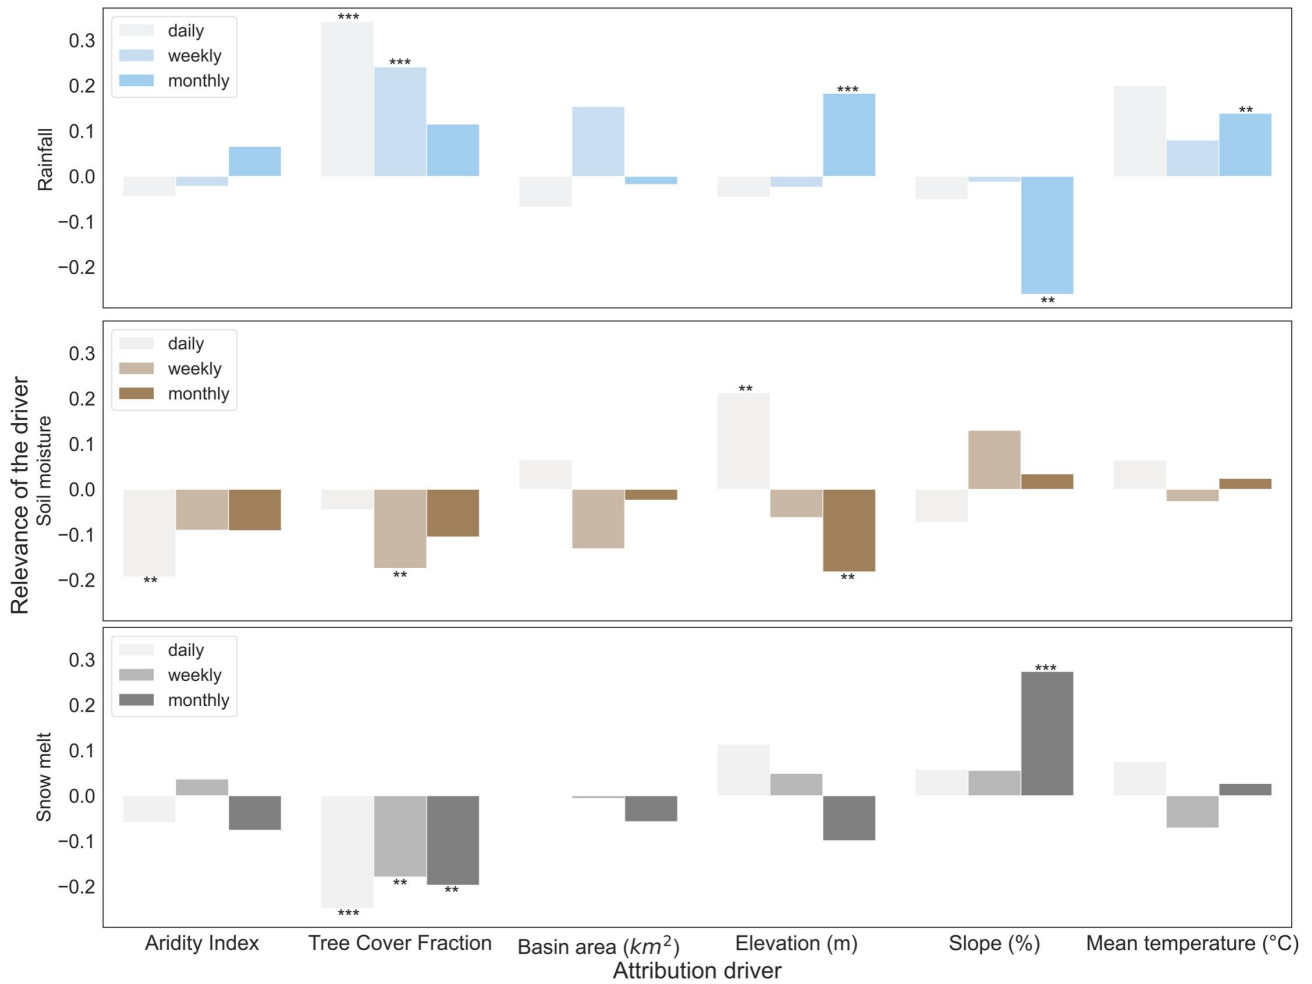 daily
weekly
monthly
***
***
***
**
**
0.3
0.2
0.1
0.0
−0.1
−0.2
Rainfall
daily
weekly
monthly
**
**
**
**
0.3
0.2
0.1
0.0
−0.1
−0.2
Relevance of the driver
Soil moisture
daily
weekly
monthly
***
***
**
**
0.3
0.2
0.1
0.0
−0.1
−0.2
Snow melt
Aridity Index
Tree Cover Fraction
Basin area (km²)
Elevation (m)
Slope (%)
Mean temperature (°C)
Attribution driver